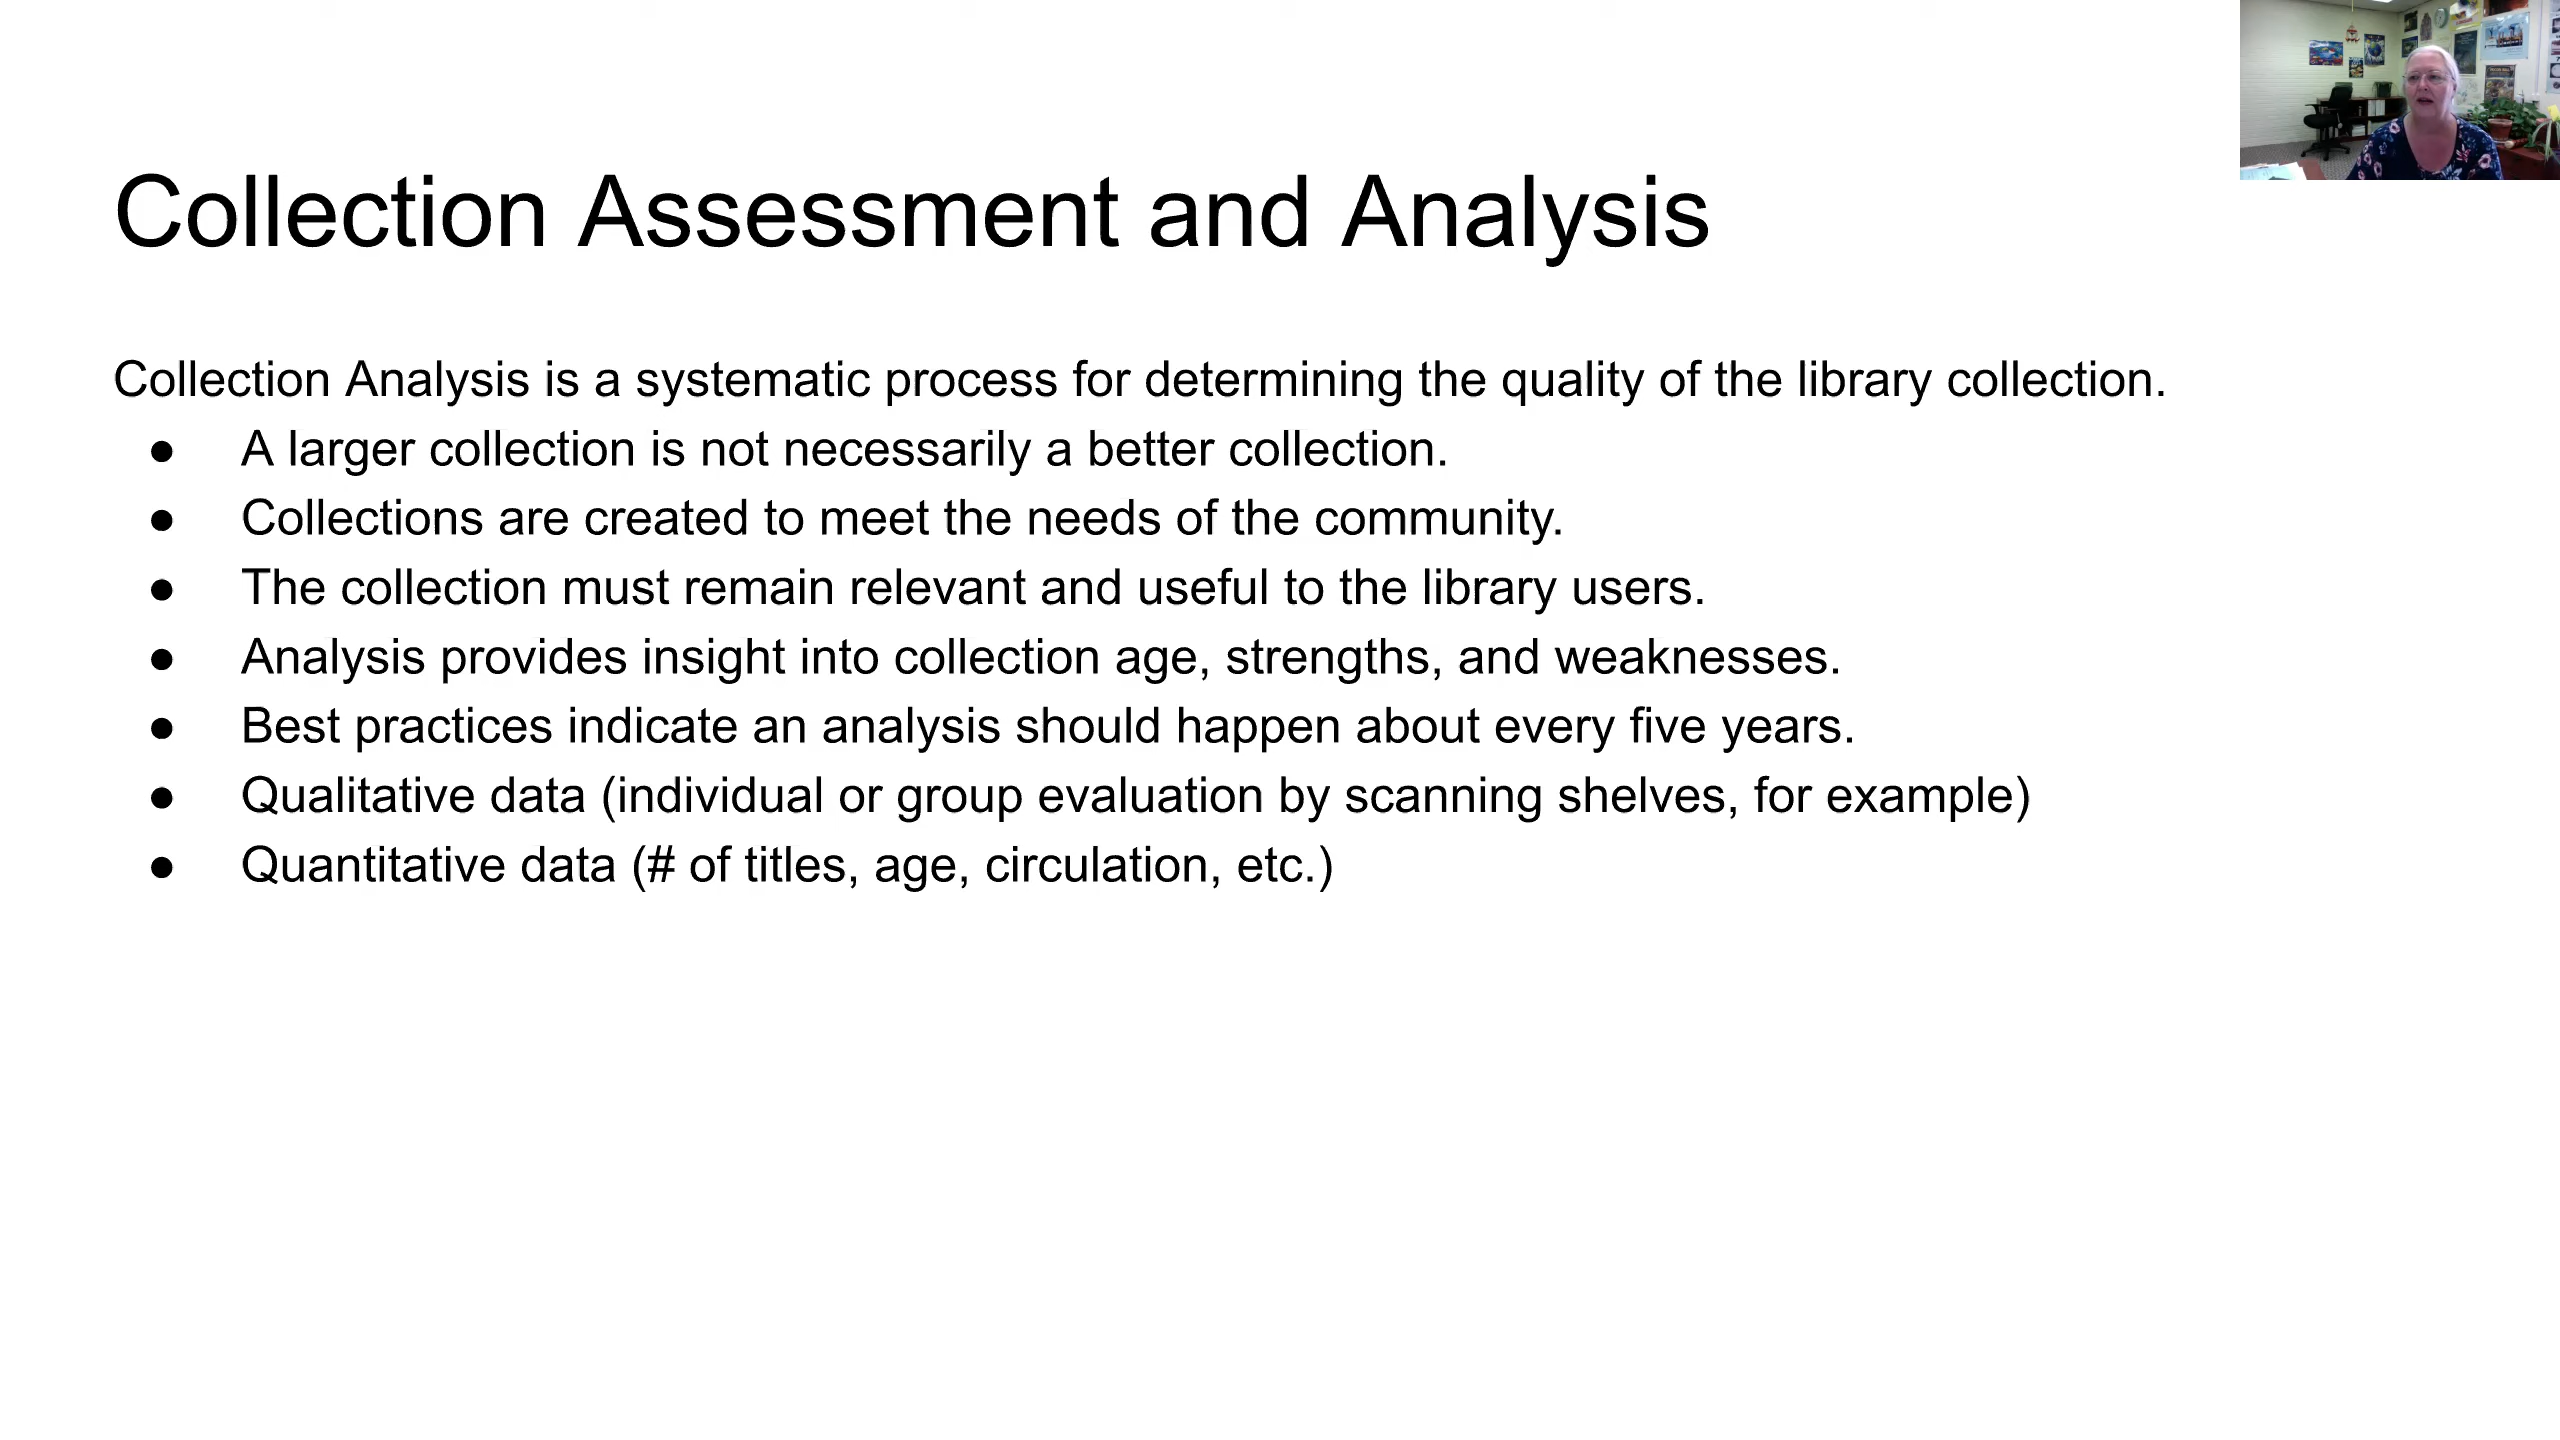 Collection Assessment and Analysis
Collection Analysis is a systematic process for determining the quality of the library collection.
● A larger collection is not necessarily a better collection.
● Collections are created to meet the needs of the community.
● The collection must remain relevant and useful to the library users.
● Analysis provides insight into collection age, strengths, and weaknesses.
● Best practices indicate an analysis should happen about every five years.
● Qualitative data (individual or group evaluation by scanning shelves, for example)
● Quantitative data (# of titles, age, circulation, etc.)